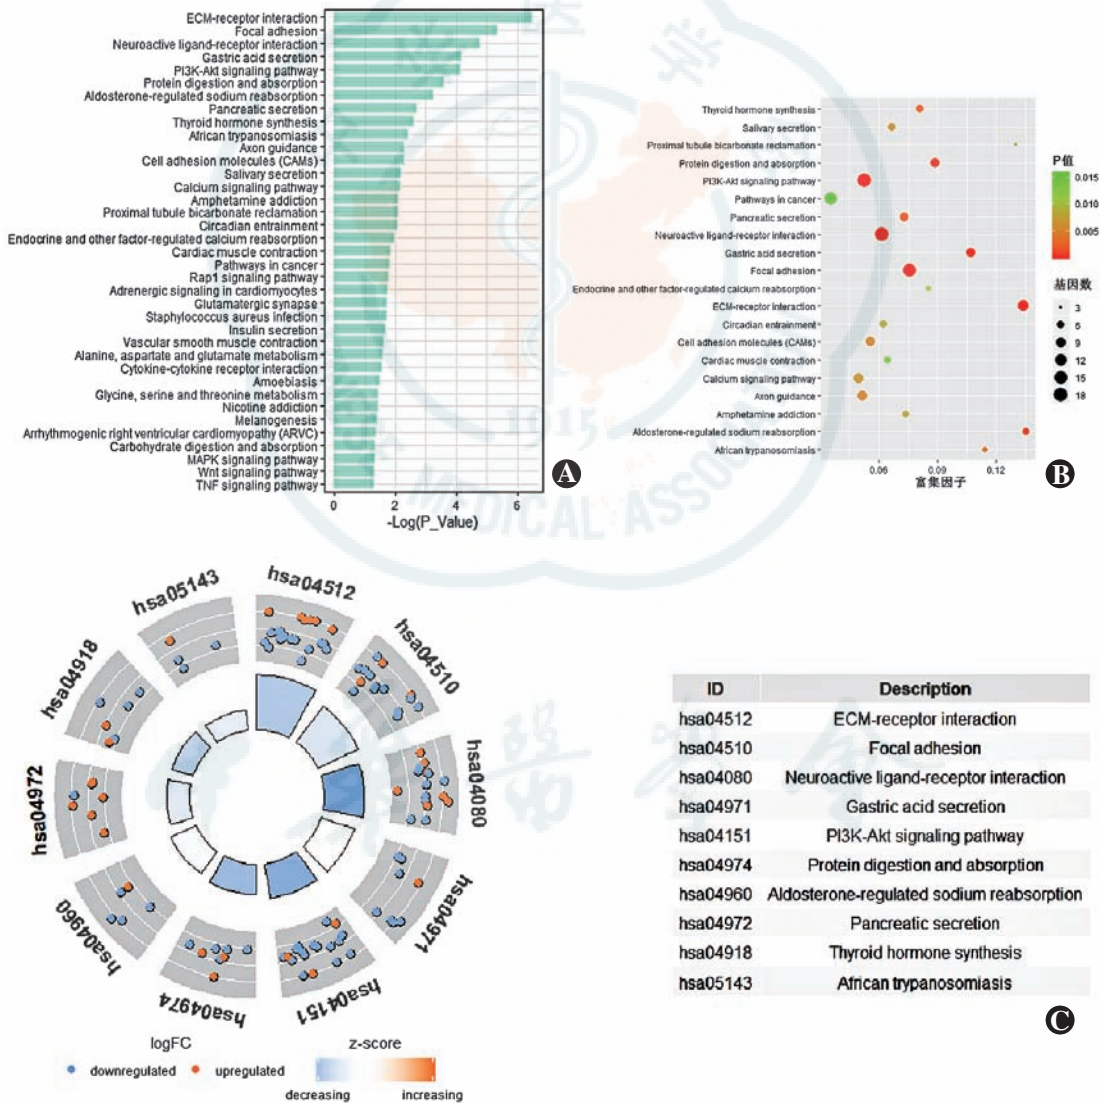 ECM-receptor interaction
Focal adhesion
Neuroactive ligand-receptor interaction
Gastric acid secretion
PI3K-Akt signaling pathway
Protein digestion and absorption
Aldosterone-regulated sodium reabsorption
Pancreatic secretion
Thyroid hormone synthesis
African trypanosomiasis
Axon guidance
Cell adhesion molecules (CAMs)
Salivary secretion
Calcium signaling pathway
Amphetamine addiction
Proximal tubule bicarbonate reclamation
Circadian entrainment
Endocrine and other factor-regulated calcium reabsorption
Cardiac muscle contraction
Pathways in cancer
Rap1 signaling pathway
Adrenergic signaling in cardiomyocytes
Glutamatergic synapse
Staphylococcus aureus infection
Insulin secretion
Vascular smooth muscle contraction
Alanine, aspartate and glutamate metabolism
Cytokine-cytokine receptor interaction
Amoebiasis
Glycine, serine and threonine metabolism
Nicotine addiction
Melanogenesis
Arrhythmogenic right ventricular cardiomyopathy (ARVC)
Carbohydrate digestion and absorption
MAPK signaling pathway
Wnt signaling pathway
TNF signaling pathway
0 2 4 6
-Log(P_Value)
A
Thyroid hormone synthesis
Salivary secretion
Proximal tubule bicarbonate reclamation
Protein digestion and absorption
PI3K-Akt signaling pathway
Pathways in cancer
Pancreatic secretion
Neuroactive ligand-receptor interaction
Gastric acid secretion
Focal adhesion
Endocrine and other factor-regulated calcium reabsorption
ECM-receptor interaction
Circadian entrainment
Cell adhesion molecules (CAMs)
Cardiac muscle contraction
Calcium signaling pathway
Axon guidance
Amphetamine addiction
Aldosterone-regulated sodium reabsorption
African trypanosomiasis
0.06 0.09 0.12
富集因子
P值
0.015
0.010
0.005
基因数
3
6
9
12
15
18
B
1915
MEDICAL ASSOC
hsa04512
hsa04510
hsa04080
hsa04971
hsa04151
hsa04974
hsa04960
hsa04972
hsa04918
hsa05143
logFC
downregulated
upregulated
z-score
decreasing increasing
ID Description
hsa04512 ECM-receptor interaction
hsa04510 Focal adhesion
hsa04080 Neuroactive ligand-receptor interaction
hsa04971 Gastric acid secretion
hsa04151 PI3K-Akt signaling pathway
hsa04974 Protein digestion and absorption
hsa04960 Aldosterone-regulated sodium reabsorption
hsa04972 Pancreatic secretion
hsa04918 Thyroid hormone synthesis
hsa05143 African trypanosomiasis
C